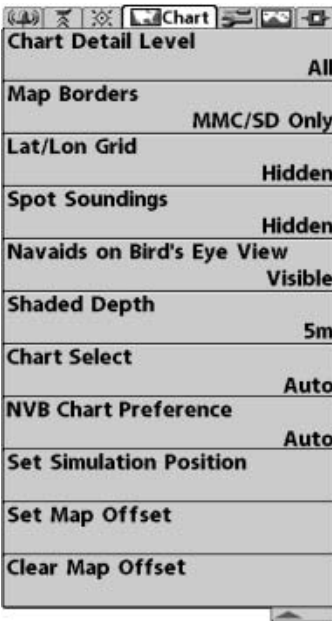 Chart
Chart Detail Level
All
Map Borders
MMC/SD Only
Lat/Lon Grid
Hidden
Spot Soundings
Hidden
Navaids on Bird's Eye View
Visible
Shaded Depth
5m
Chart Select
Auto
NVB Chart Preference
Auto
Set Simulation Position
Set Map Offset
Clear Map Offset